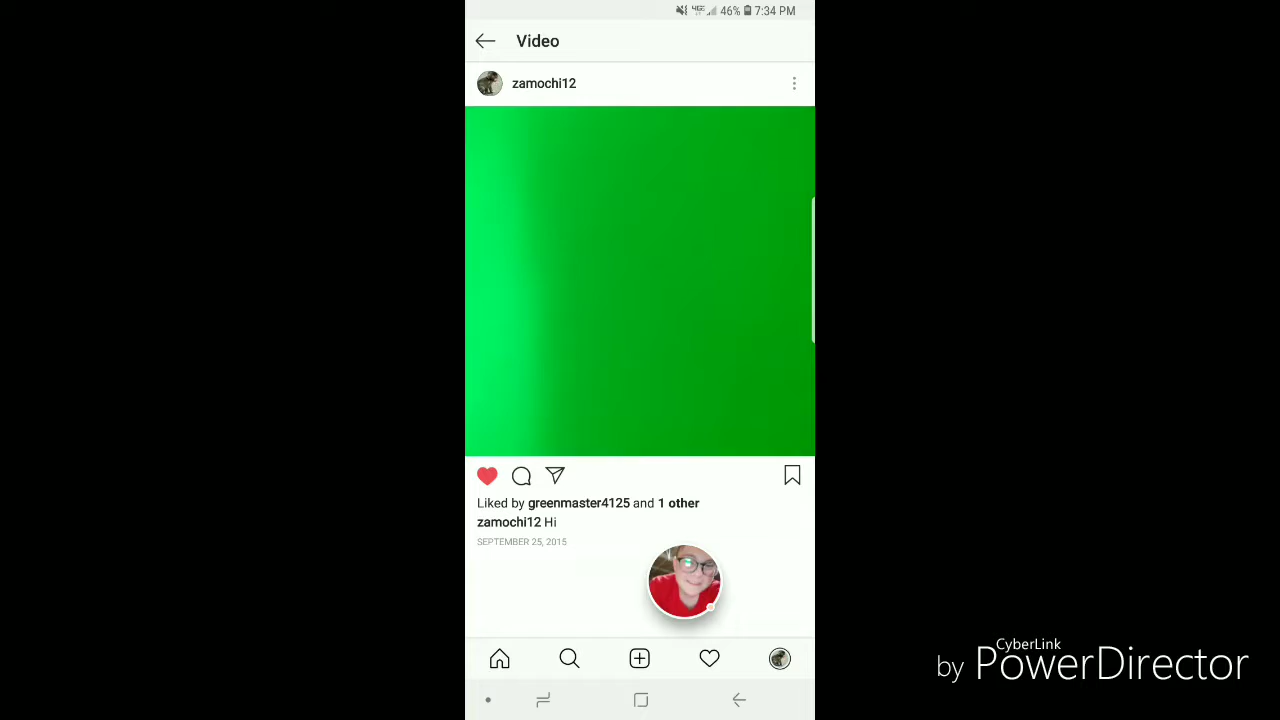 46% 7:34 PM
Video
zamochi12
Liked by greenmaster4125 and 1 other
zamochi12 Hi
SEPTEMBER 25, 2015
CyberLink
by PowerDirector